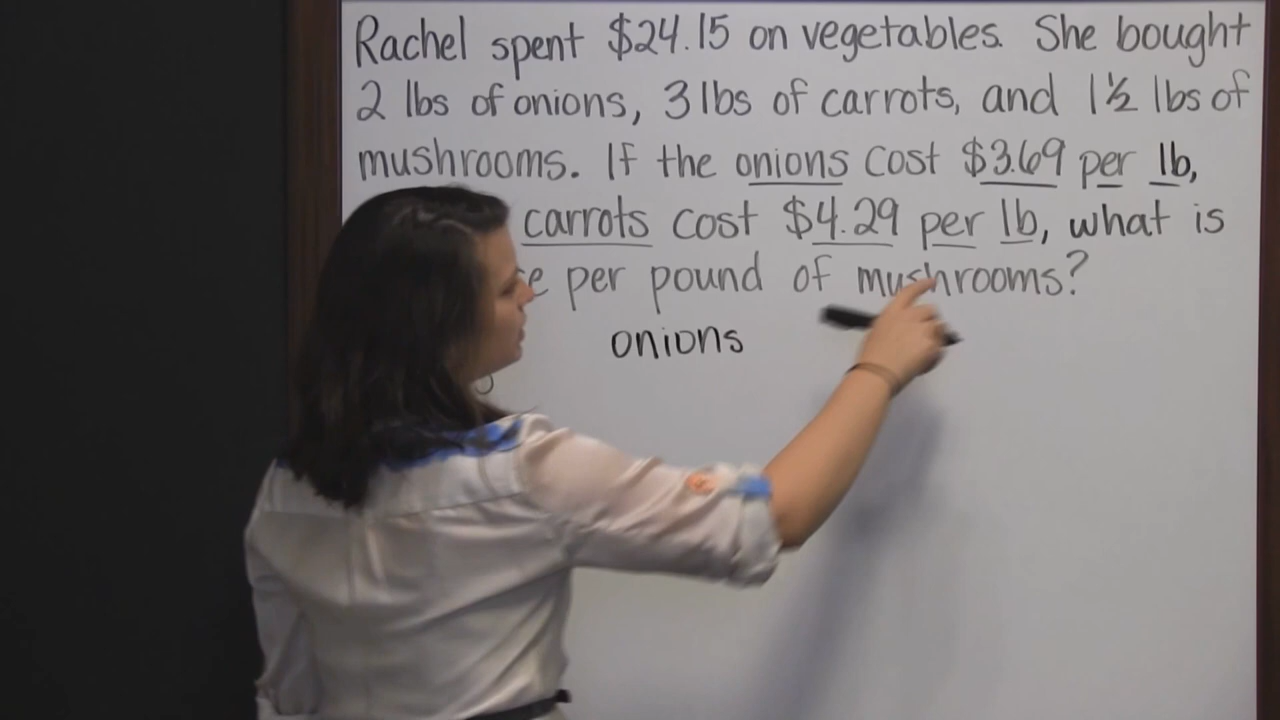 Rachel spent $24.15 on vegetables. She bought
2 lbs of onions, 3 lbs of carrots, and 1½ lbs of
mushrooms. If the onions cost $3.69 per lb,
carrots cost $4.29 per lb, what is
per pound of mushrooms?
onions